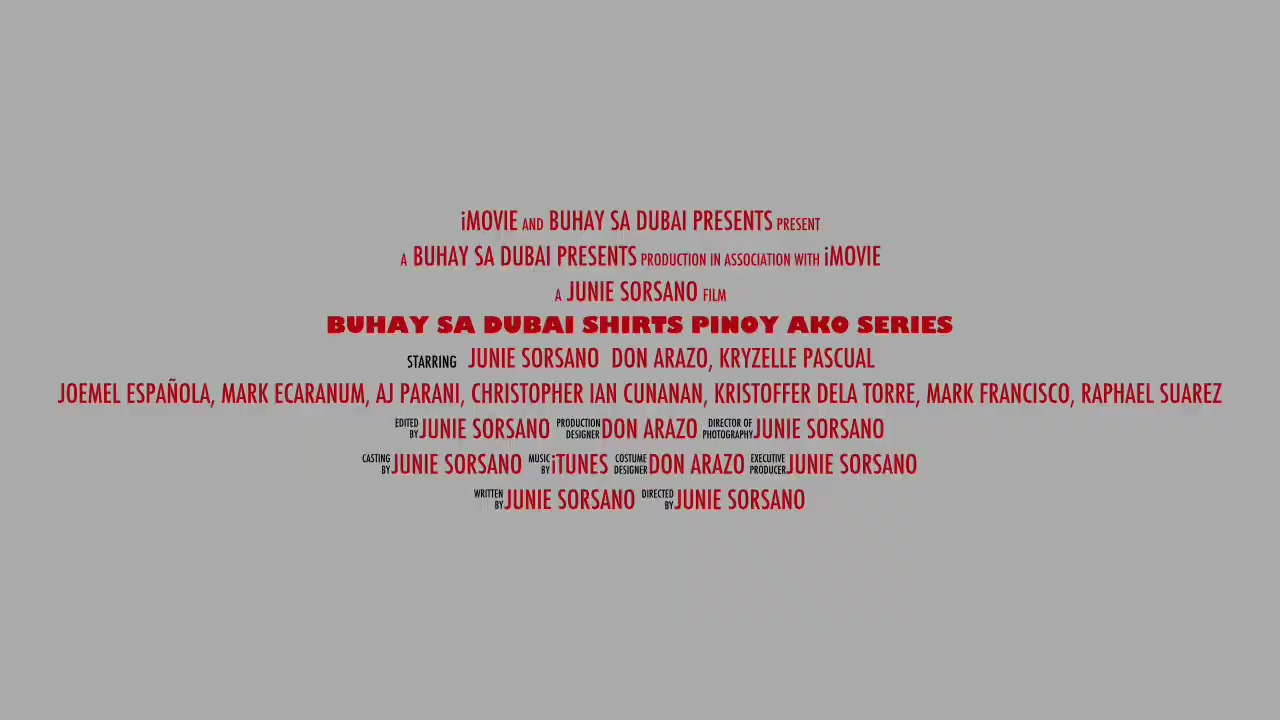 iMOVIE AND BUHAY SA DUBAI PRESENTS PRESENT
A BUHAY SA DUBAI PRESENTS PRODUCTION IN ASSOCIATION WITH iMOVIE
A JUNIE SORSANO FILM
BUHAY SA DUBAI SHIRTS PINOY AKO SERIES
STARRING JUNIE SORSANO DON ARAZO, KRYZELLE PASCUAL
JOEMEL ESPAÑOLA, MARK ECARANUM, AJ PARANI, CHRISTOPHER IAN CUNANAN, KRISTOFFER DELA TORRE, MARK FRANCISCO, RAPHAEL SUAREZ
EDITED BY JUNIE SORSANO PRODUCTION DESIGNER DON ARAZO DIRECTOR OF PHOTOGRAPHY JUNIE SORSANO
CASTING BY JUNIE SORSANO MUSIC BY iTUNES COSTUME DESIGNER DON ARAZO EXECUTIVE PRODUCER JUNIE SORSANO
WRITTEN BY JUNIE SORSANO DIRECTED BY JUNIE SORSANO